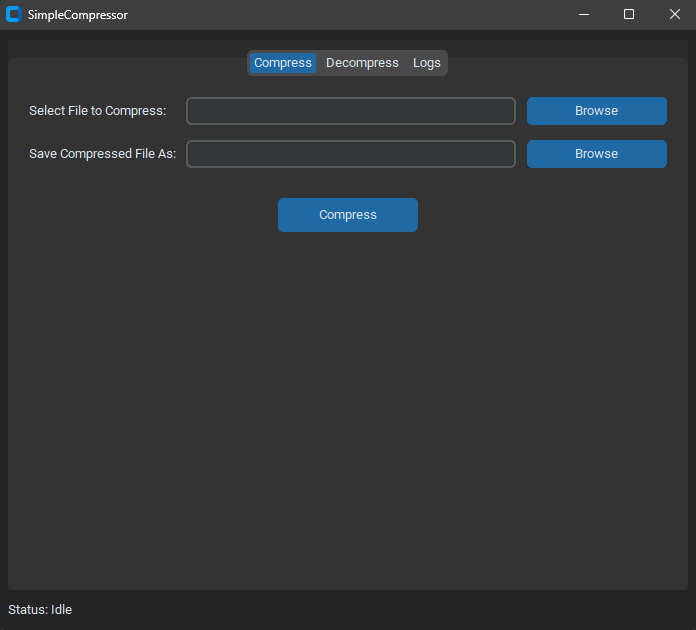 SimpleCompressor
Compress Decompress Logs
Select File to Compress: Browse
Save Compressed File As: Browse
Compress
Status: Idle